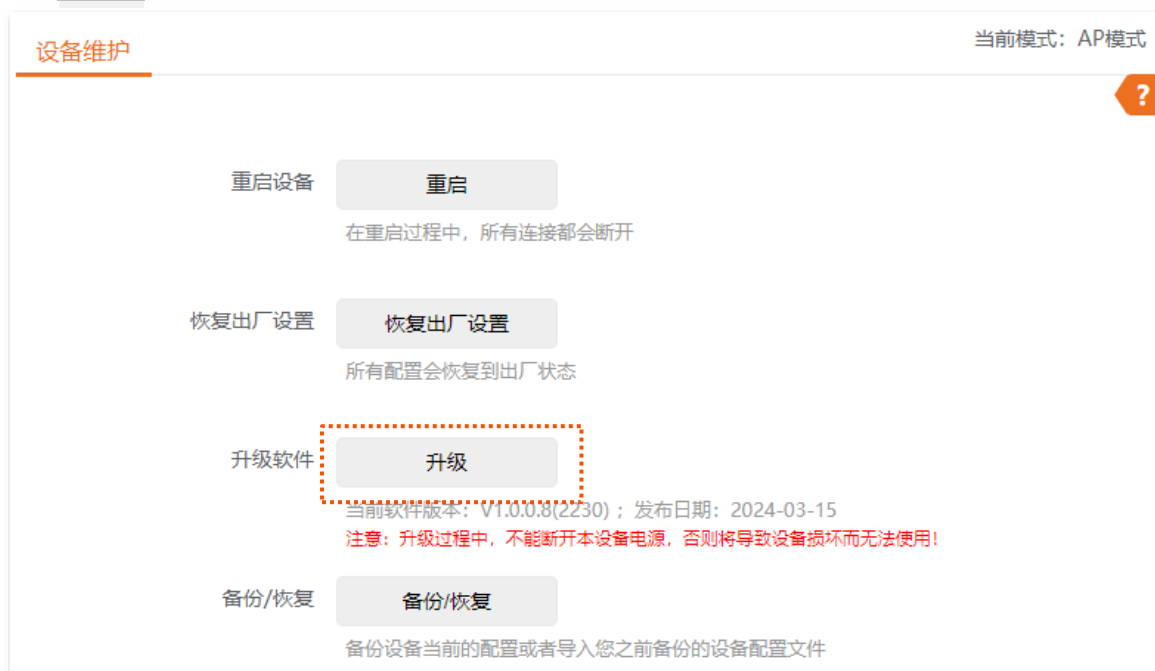 当前模式：AP模式
设备维护
?
重启设备 重启
在重启过程中，所有连接都会断开
恢复出厂设置 恢复出厂设置
所有配置会恢复到出厂状态
升级软件 升级
当前软件版本：V1.0.0.8(2230)；发布日期：2024-03-15
注意：升级过程中，不能断开本设备电源，否则将导致设备损坏而无法使用！
备份/恢复 备份/恢复
备份设备当前的配置或者导入您之前备份的设备配置文件